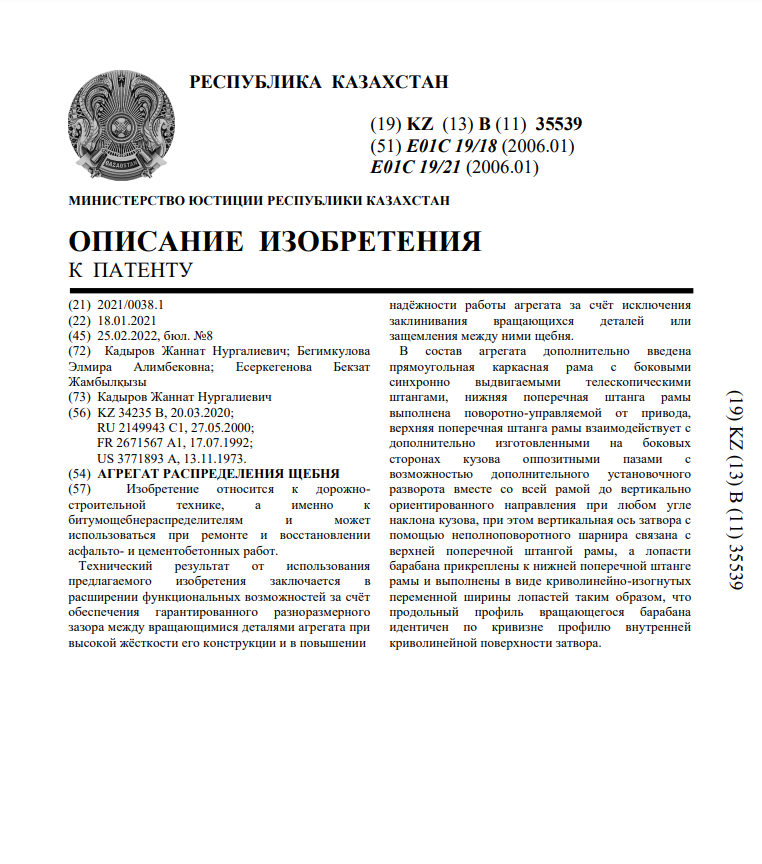 РЕСПУБЛИКА КАЗАХСТАН
(19) KZ (13) B (11) 35539
(51) E01C 19/18 (2006.01)
E01C 19/21 (2006.01)
QAZAQSTAN
МИНИСТЕРСТВО ЮСТИЦИИ РЕСПУБЛИКИ КАЗАХСТАН
ОПИСАНИЕ ИЗОБРЕТЕНИЯ
К ПАТЕНТУ
(21) 2021/0038.1
(22) 18.01.2021
(45) 25.02.2022, бюл. №8
(72) Кадыров Жаннат Нургалиевич; Бегимкулова
Элмира Алимбековна; Есеркегенова Бекзат
Жамбылқызы
(73) Кадыров Жаннат Нургалиевич
(56) KZ 34235 B, 20.03.2020;
RU 2149943 C1, 27.05.2000;
FR 2671567 A1, 17.07.1992;
US 3771893 A, 13.11.1973.
(54) АГРЕГАТ РАСПРЕДЕЛЕНИЯ ЩЕБНЯ
(57) Изобретение относится к дорожно-
строительной технике, а именно к
битумощебнераспределителям и может
использоваться при ремонте и восстановлении
асфальто- и цементобетонных работ.
Технический результат от использования
предлагаемого изобретения заключается в
расширении функциональных возможностей за счёт
обеспечения гарантированного разноразмерного
зазора между вращающимися деталями агрегата при
высокой жёсткости его конструкции и в повышении
надёжности работы агрегата за счёт исключения
заклинивания вращающихся деталей или
защемления между ними щебня.
В состав агрегата дополнительно введена
прямоугольная каркасная рама с боковыми
синхронно выдвигаемыми телескопическими
штангами, нижняя поперечная штанга рамы
выполнена поворотно-управляемой от привода,
верхняя поперечная штанга рамы взаимодействует с
дополнительно изготовленными на боковых
сторонах кузова оппозитными пазами с
возможностью дополнительного установочного
разворота вместе со всей рамой до вертикально
ориентированного направления при любом угле
наклона кузова, при этом вертикальная ось затвора с
помощью неполноповоротного шарнира связана с
верхней поперечной штангой рамы, а лопасти
барабана прикреплены к нижней поперечной штанге
рамы и выполнены в виде криволинейно-изогнутых
переменной ширины лопастей таким образом, что
продольный профиль вращающегося барабана
идентичен по кривизне профилю внутренней
криволинейной поверхности затвора.
(19) KZ (13) B (11) 35539